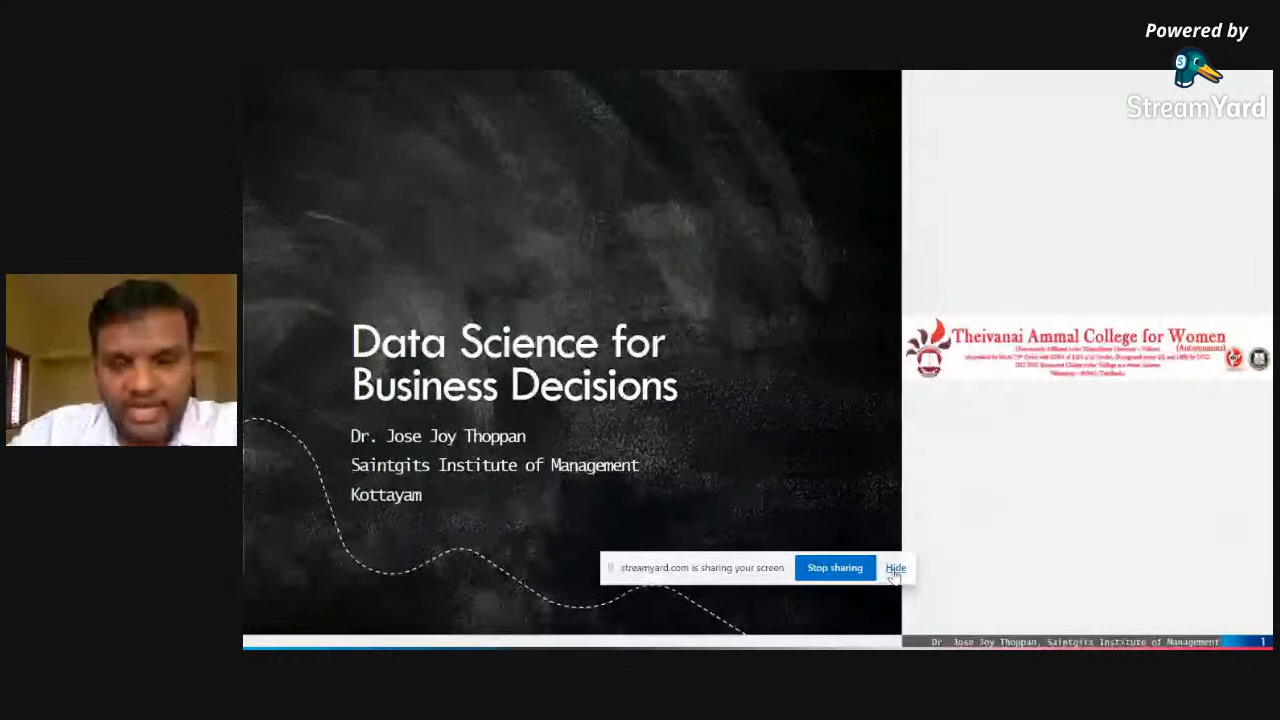 Powered by
StreamYard
Data Science for
Business Decisions
Dr. Jose Joy Thoppan
Saintgits Institute of Management
Kottayam
Theivanai Ammal College for Women
(Autonomous)
streamyard.com is sharing your screen
Stop sharing
Hide
Dr Jose Joy Thoppan, Saintgits Institute of Management
1